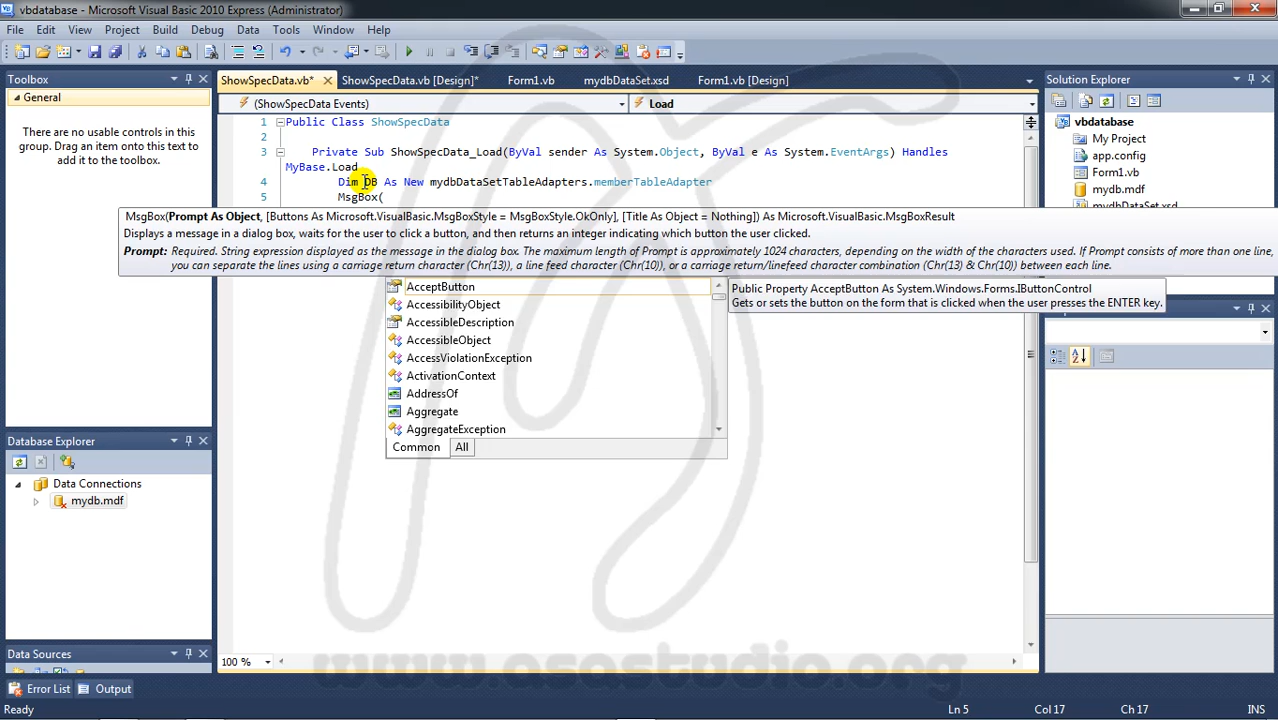 vbdatabase - Microsoft Visual Basic 2010 Express (Administrator)
File Edit View Project Build Debug Data Tools Window Help
Toolbox
General
There are no usable controls in this
group. Drag an item onto this text to
add it to the toolbox.
Database Explorer
Data Connections
mydb.mdf
Data Sources
ShowSpecData.vb* ShowSpecData.vb [Design]* Form1.vb mydbDataSet.xsd Form1.vb [Design]
(ShowSpecData Events) Load
1 Public Class ShowSpecData
2
3 Private Sub ShowSpecData_Load(ByVal sender As System.Object, ByVal e As System.EventArgs) Handles
MyBase.Load
4 Dim DB As New mydbDataSetTableAdapters.memberTableAdapter
5 MsgBox(
MsgBox(Prompt As Object, [Buttons As Microsoft.VisualBasic.MsgBoxStyle = MsgBoxStyle.OkOnly], [Title As Object = Nothing]) As Microsoft.VisualBasic.MsgBoxResult
Displays a message in a dialog box, waits for the user to click a button, and then returns an integer indicating which button the user clicked.
Prompt: Required. String expression displayed as the message in the dialog box. The maximum length of Prompt is approximately 1024 characters, depending on the width of the characters used. If Prompt consists of more than one line,
you can separate the lines using a carriage return character (Chr(13)), a line feed character (Chr(10)), or a carriage return/linefeed character combination (Chr(13) & Chr(10)) between each line.
AcceptButton
AccessibilityObject
AccessibleDescription
AccessibleObject
AccessViolationException
ActivationContext
AddressOf
Aggregate
AggregateException
Common All
Public Property AcceptButton As System.Windows.Forms.IButtonControl
Gets or sets the button on the form that is clicked when the user presses the ENTER key.
Solution Explorer
vbdatabase
My Project
app.config
Form1.vb
mydb.mdf
mydbDataSet.xsd
100 %
www.asastudio.org
Error List Output
Ready Ln 5 Col 17 Ch 17 INS